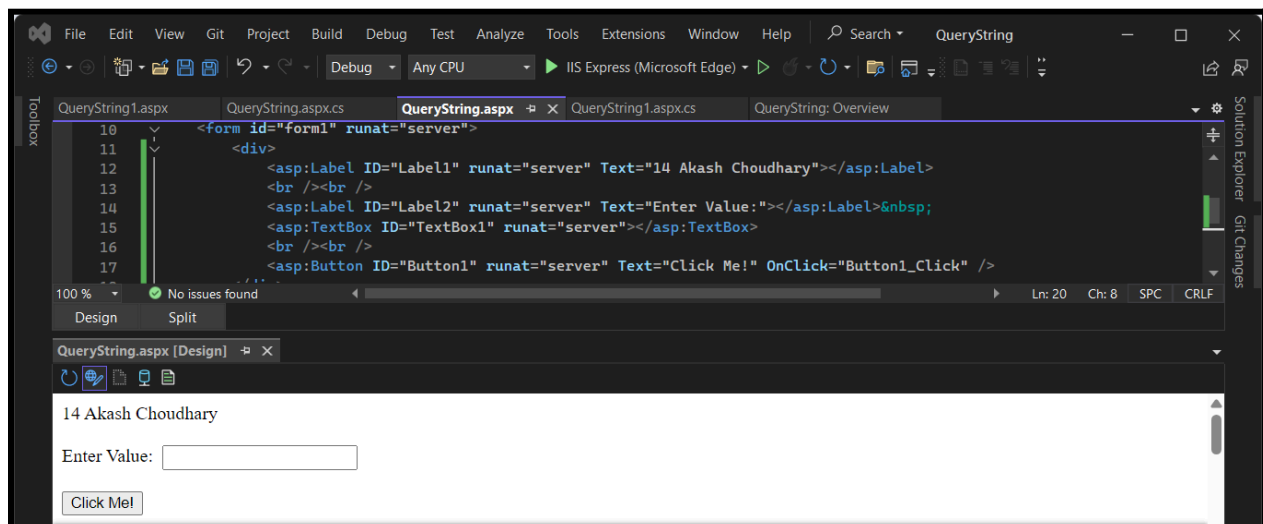 File Edit View Git Project Build Debug Test Analyze Tools Extensions Window Help Search QueryString
Debug Any CPU IIS Express (Microsoft Edge)
Toolbox
QueryString1.aspx QueryString.aspx.cs QueryString.aspx QueryString1.aspx.cs QueryString: Overview
10 <form id="form1" runat="server">
11 <div>
12 <asp:Label ID="Label1" runat="server" Text="14 Akash Choudhary"></asp:Label>
13 <br /><br />
14 <asp:Label ID="Label2" runat="server" Text="Enter Value:"></asp:Label>&nbsp;
15 <asp:TextBox ID="TextBox1" runat="server"></asp:TextBox>
16 <br /><br />
17 <asp:Button ID="Button1" runat="server" Text="Click Me!" OnClick="Button1_Click" />
100 % No issues found Ln: 20 Ch: 8 SPC CRLF
Design Split
Solution Explorer
Git Changes
QueryString.aspx [Design]
14 Akash Choudhary
Enter Value:
Click Me!